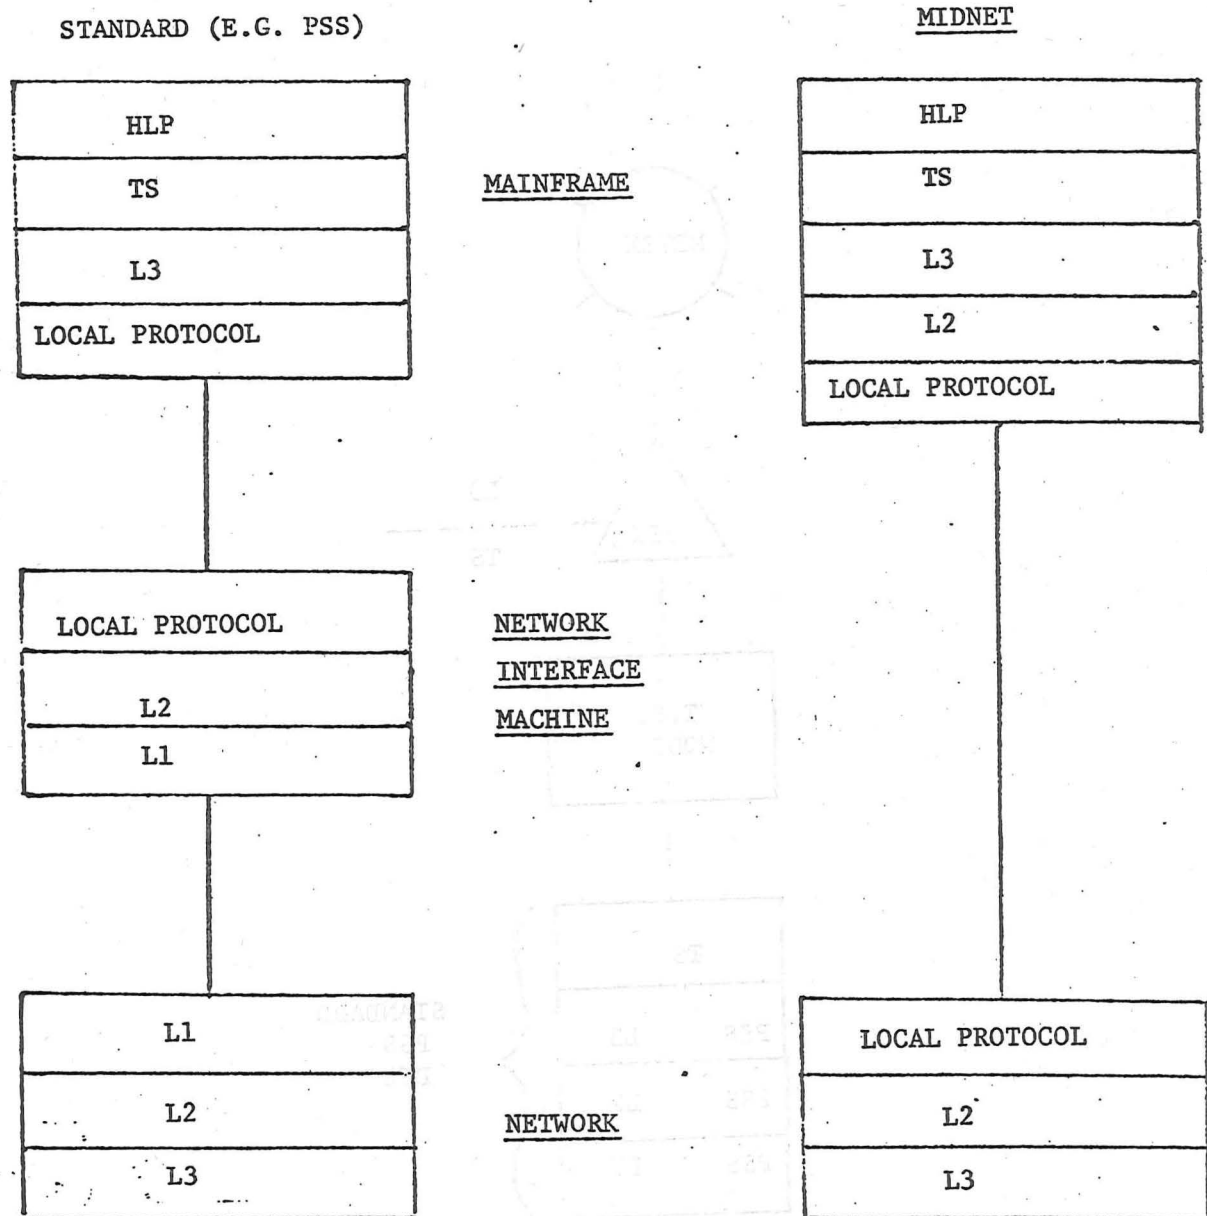 STANDARD (E.G. PSS)
MIDNET
HLP
TS
L3
LOCAL PROTOCOL
MAINFRAME
HLP
TS
L3
L2
LOCAL PROTOCOL
LOCAL PROTOCOL
L2
L1
NETWORK
INTERFACE
MACHINE
L1
L2
L3
NETWORK
LOCAL PROTOCOL
L2
L3